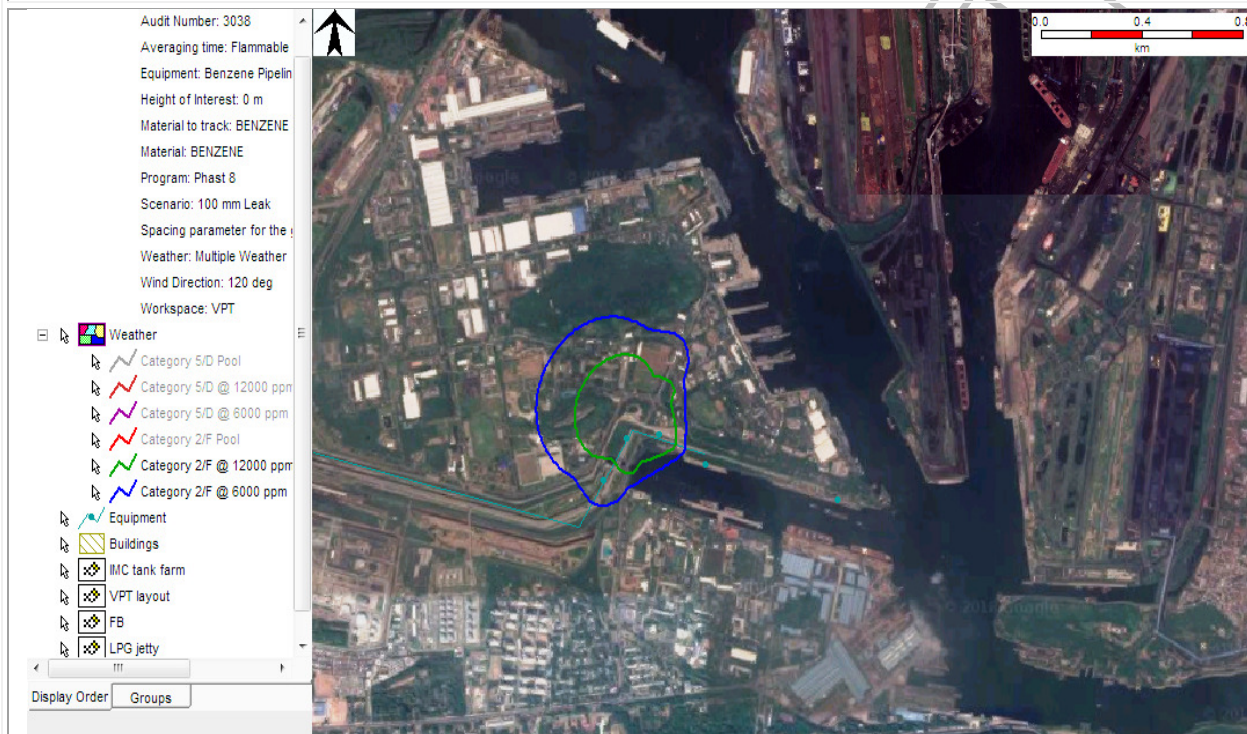 Audit Number: 3038
Averaging time: Flammable
Equipment: Benzene Pipelin
Height of Interest: 0 m
Material to track: BENZENE
Material: BENZENE
Program: Phast 8
Scenario: 100 mm Leak
Spacing parameter for the g
Weather: Multiple Weather
Wind Direction: 120 deg
Workspace: VPT
Weather
Category 5/D Pool
Category 5/D @ 12000 ppm
Category 5/D @ 6000 ppm
Category 2/F Pool
Category 2/F @ 12000 ppm
Category 2/F @ 6000 ppm
Equipment
Buildings
IMC tank farm
VPT layout
FB
LPG jetty
Display Order Groups
0.0 0.4 0.8
km
Google
Google